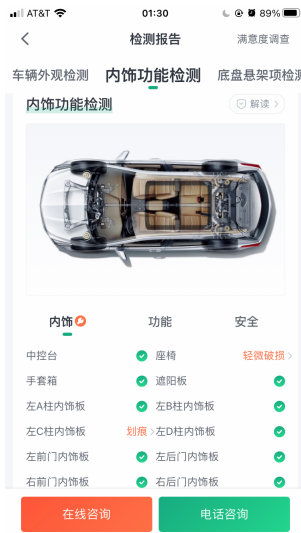 AT&T 01:30 89%
检测报告 满意度调查
车辆外观检测 内饰功能检测 底盘悬架项检测
内饰功能检测 解读
内饰 功能 安全
中控台 座椅 轻微破损
手套箱 遮阳板
左A柱内饰板 左B柱内饰板
左C柱内饰板 划痕 左D柱内饰板
左前门内饰板 左后门内饰板
右前门内饰板 右后门内饰板
在线咨询 电话咨询